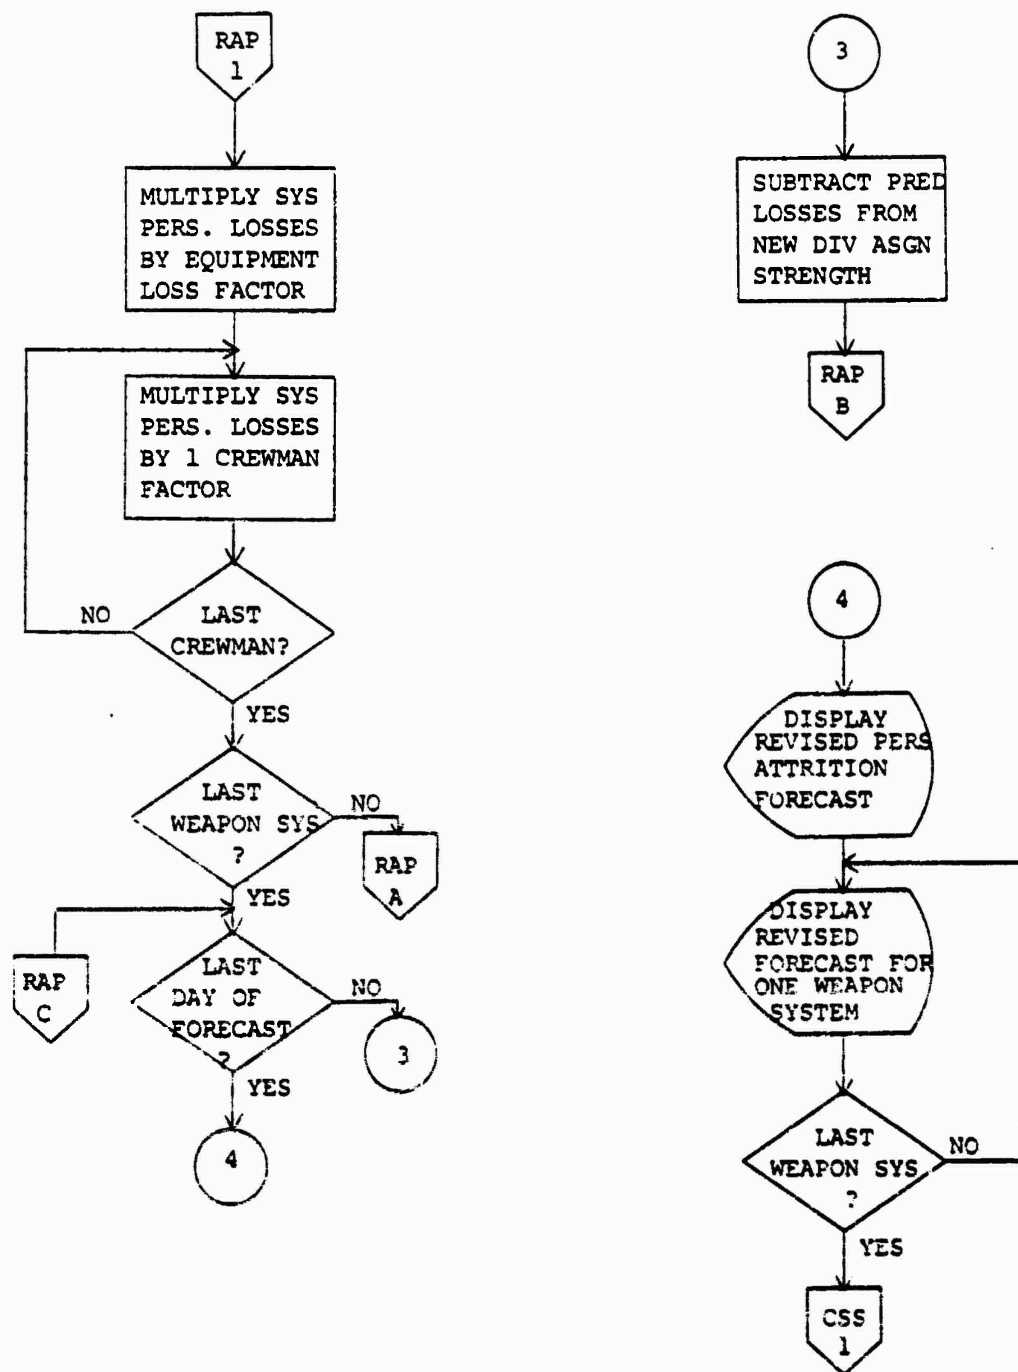 RAP
1
MULTIPLY SYS
PERS. LOSSES
BY EQUIPMENT
LOSS FACTOR
MULTIPLY SYS
PERS. LOSSES
BY 1 CREWMAN
FACTOR
LAST
CREWMAN?
NO
YES
LAST
WEAPON SYS
?
NO
RAP
A
YES
RAP
C
LAST
DAY OF
FORECAST
?
NO
3
YES
4
3
SUBTRACT PRED
LOSSES FROM
NEW DIV ASGN
STRENGTH
RAP
B
4
DISPLAY
REVISED PERS
ATTRITION
FORECAST
DISPLAY
REVISED
FORECAST FOR
ONE WEAPON
SYSTEM
LAST
WEAPON SYS
?
NO
YES
CSS
1